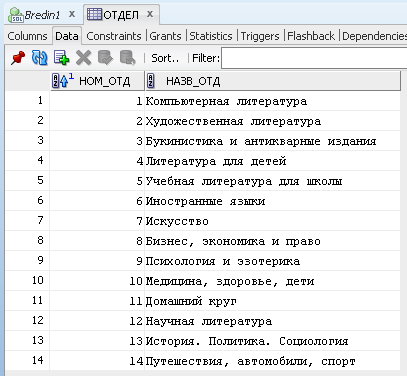 Bredin1 x ОТДЕЛ x
Columns Data Constraints Grants Statistics Triggers Flashback Dependencies
Sort.. Filter:
НОМ_ОТД НАЗВ_ОТД
1 1 Компьютерная литература
2 2 Художественная литература
3 3 Букинистика и антикварные издания
4 4 Литература для детей
5 5 Учебная литература для школы
6 6 Иностранные языки
7 7 Искусство
8 8 Бизнес, экономика и право
9 9 Психология и эзотерика
10 10 Медицина, здоровье, дети
11 11 Домашний круг
12 12 Научная литература
13 13 История. Политика. Социология
14 14 Путешествия, автомобили, спорт